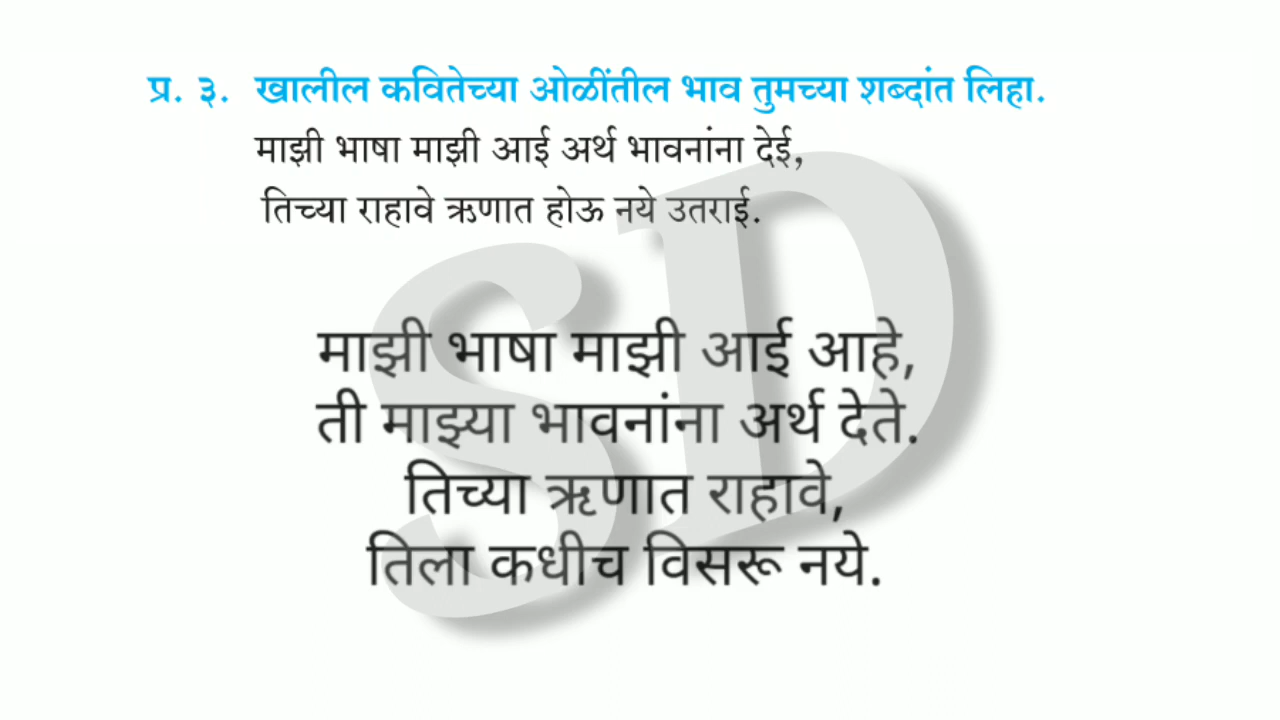 प्र. ३. खालील कवितेच्या ओळींतील भाव तुमच्या शब्दांत लिहा.
माझी भाषा माझी आई अर्थ भावनांना देई,
तिच्या राहावे ऋणात होऊ नये उतराई.
माझी भाषा माझी आई आहे,
ती माझ्या भावनांना अर्थ देते.
तिच्या ऋणात राहावे,
तिला कधीच विसरू नये.
SD